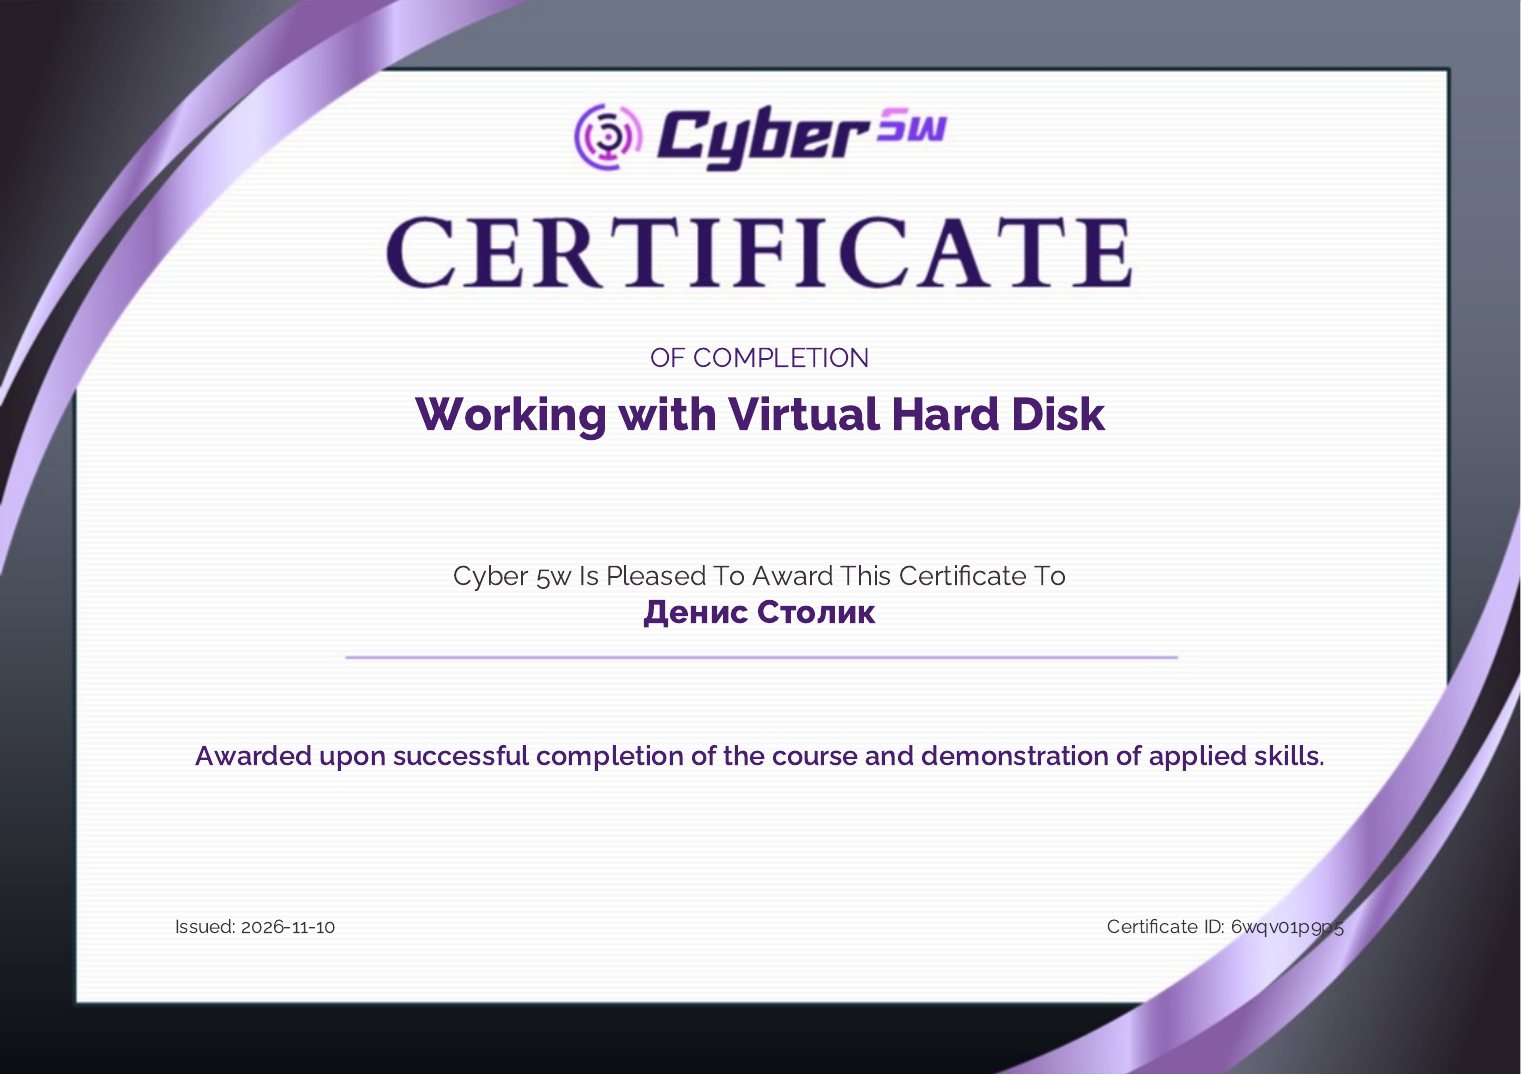 Cyber 5w
CERTIFICATE
OF COMPLETION
Working with Virtual Hard Disk
Cyber 5w Is Pleased To Award This Certificate To
Денис Столик
Awarded upon successful completion of the course and demonstration of applied skills.
Issued: 2026-11-10
Certificate ID: 6wqv01p9p5